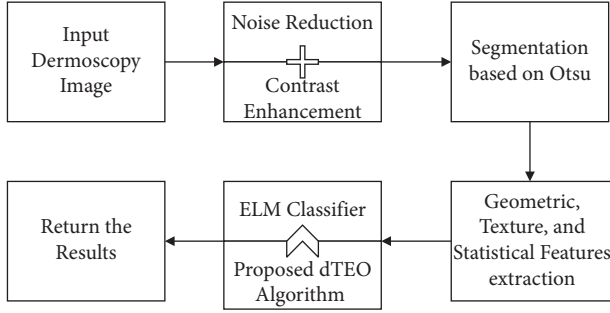 Input
Dermoscopy
Image
Noise Reduction
Contrast
Enhancement
Segmentation
based on Otsu
Geometric,
Texture, and
Statistical Features
extraction
ELM Classifier
Proposed dTEO
Algorithm
Return the
Results